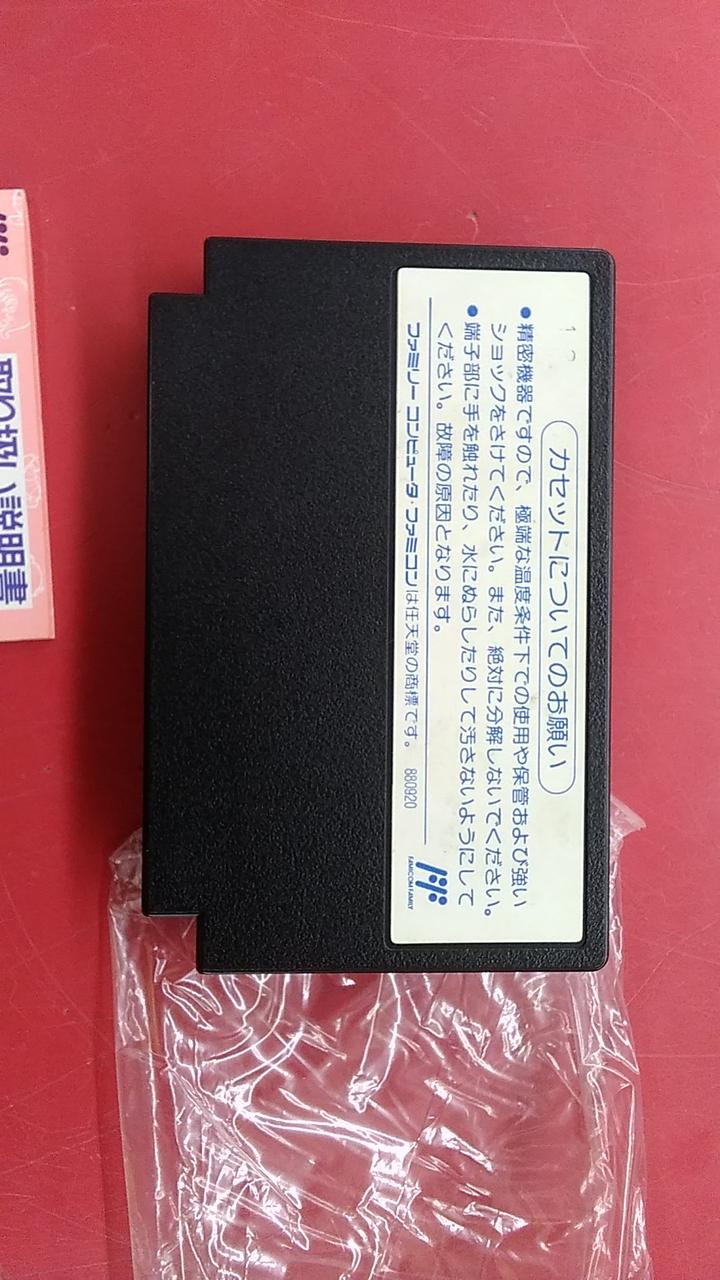 カセットについてのお願い
●精密機器ですので、極端な温度条件下での使用や保管および強い
ショックをさけてください。また、絶対に分解しないでください。
●端子部に手を触れたり、水にぬらしたりして汚さないようにして
ください。故障の原因となります。
ファミリー コンピュータ・ファミコンは任天堂の商標です。 880920
FAMICOM FAMILY
説明書